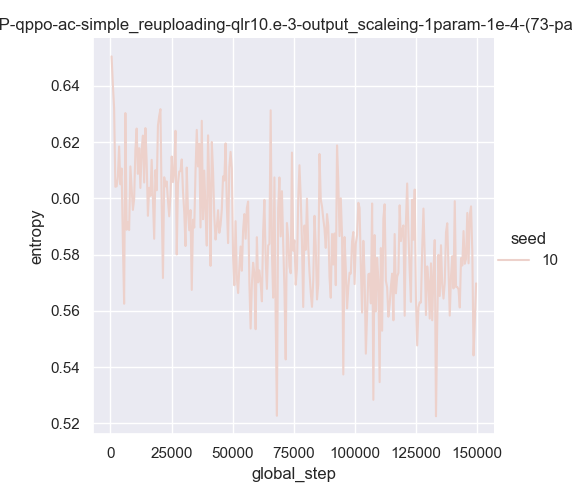 P-qppo-ac-simple_reuploading-qlr10.e-3-output_scaleing-1param-1e-4-(73-pa
0.64
0.62
0.60
0.58
0.56
0.54
0.52
entropy
0 25000 50000 75000 100000 125000 150000
global_step
seed
10